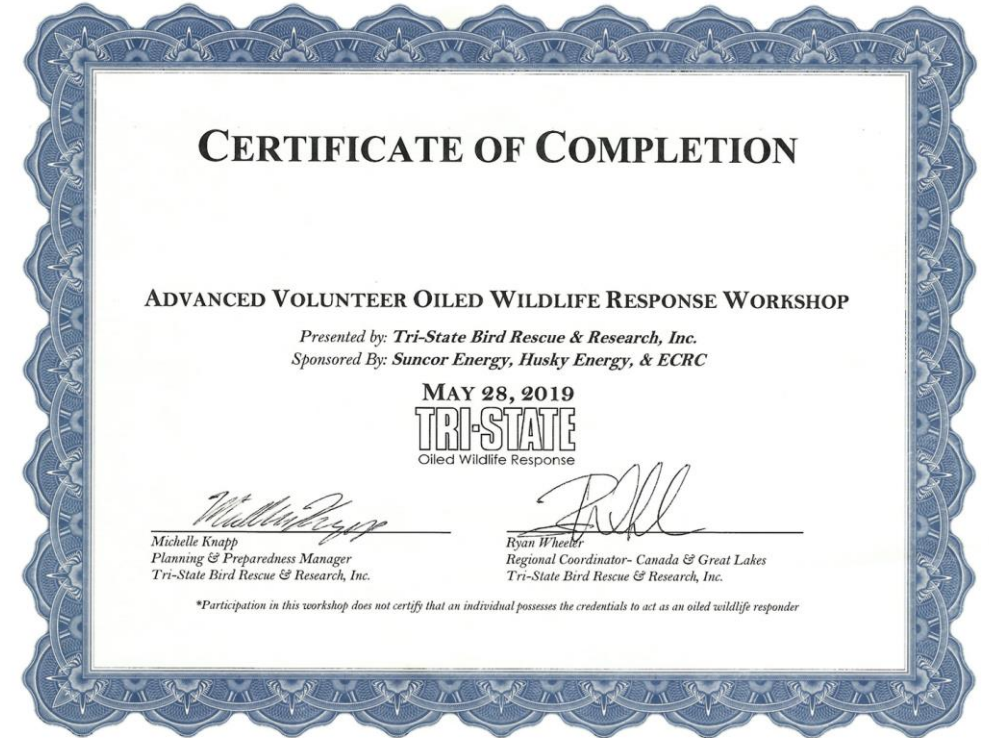 CERTIFICATE OF COMPLETION
ADVANCED VOLUNTEER OILED WILDLIFE RESPONSE WORKSHOP
Presented by: Tri-State Bird Rescue & Research, Inc.
Sponsored By: Suncor Energy, Husky Energy, & ECRC
MAY 28, 2019
TRI-STATE
Oiled Wildlife Response
Michelle Knapp
Planning & Preparedness Manager
Tri-State Bird Rescue & Research, Inc.
Ryan Wheeler
Regional Coordinator- Canada & Great Lakes
Tri-State Bird Rescue & Research, Inc.
*Participation in this workshop does not certify that an individual possesses the credentials to act as an oiled wildlife responder